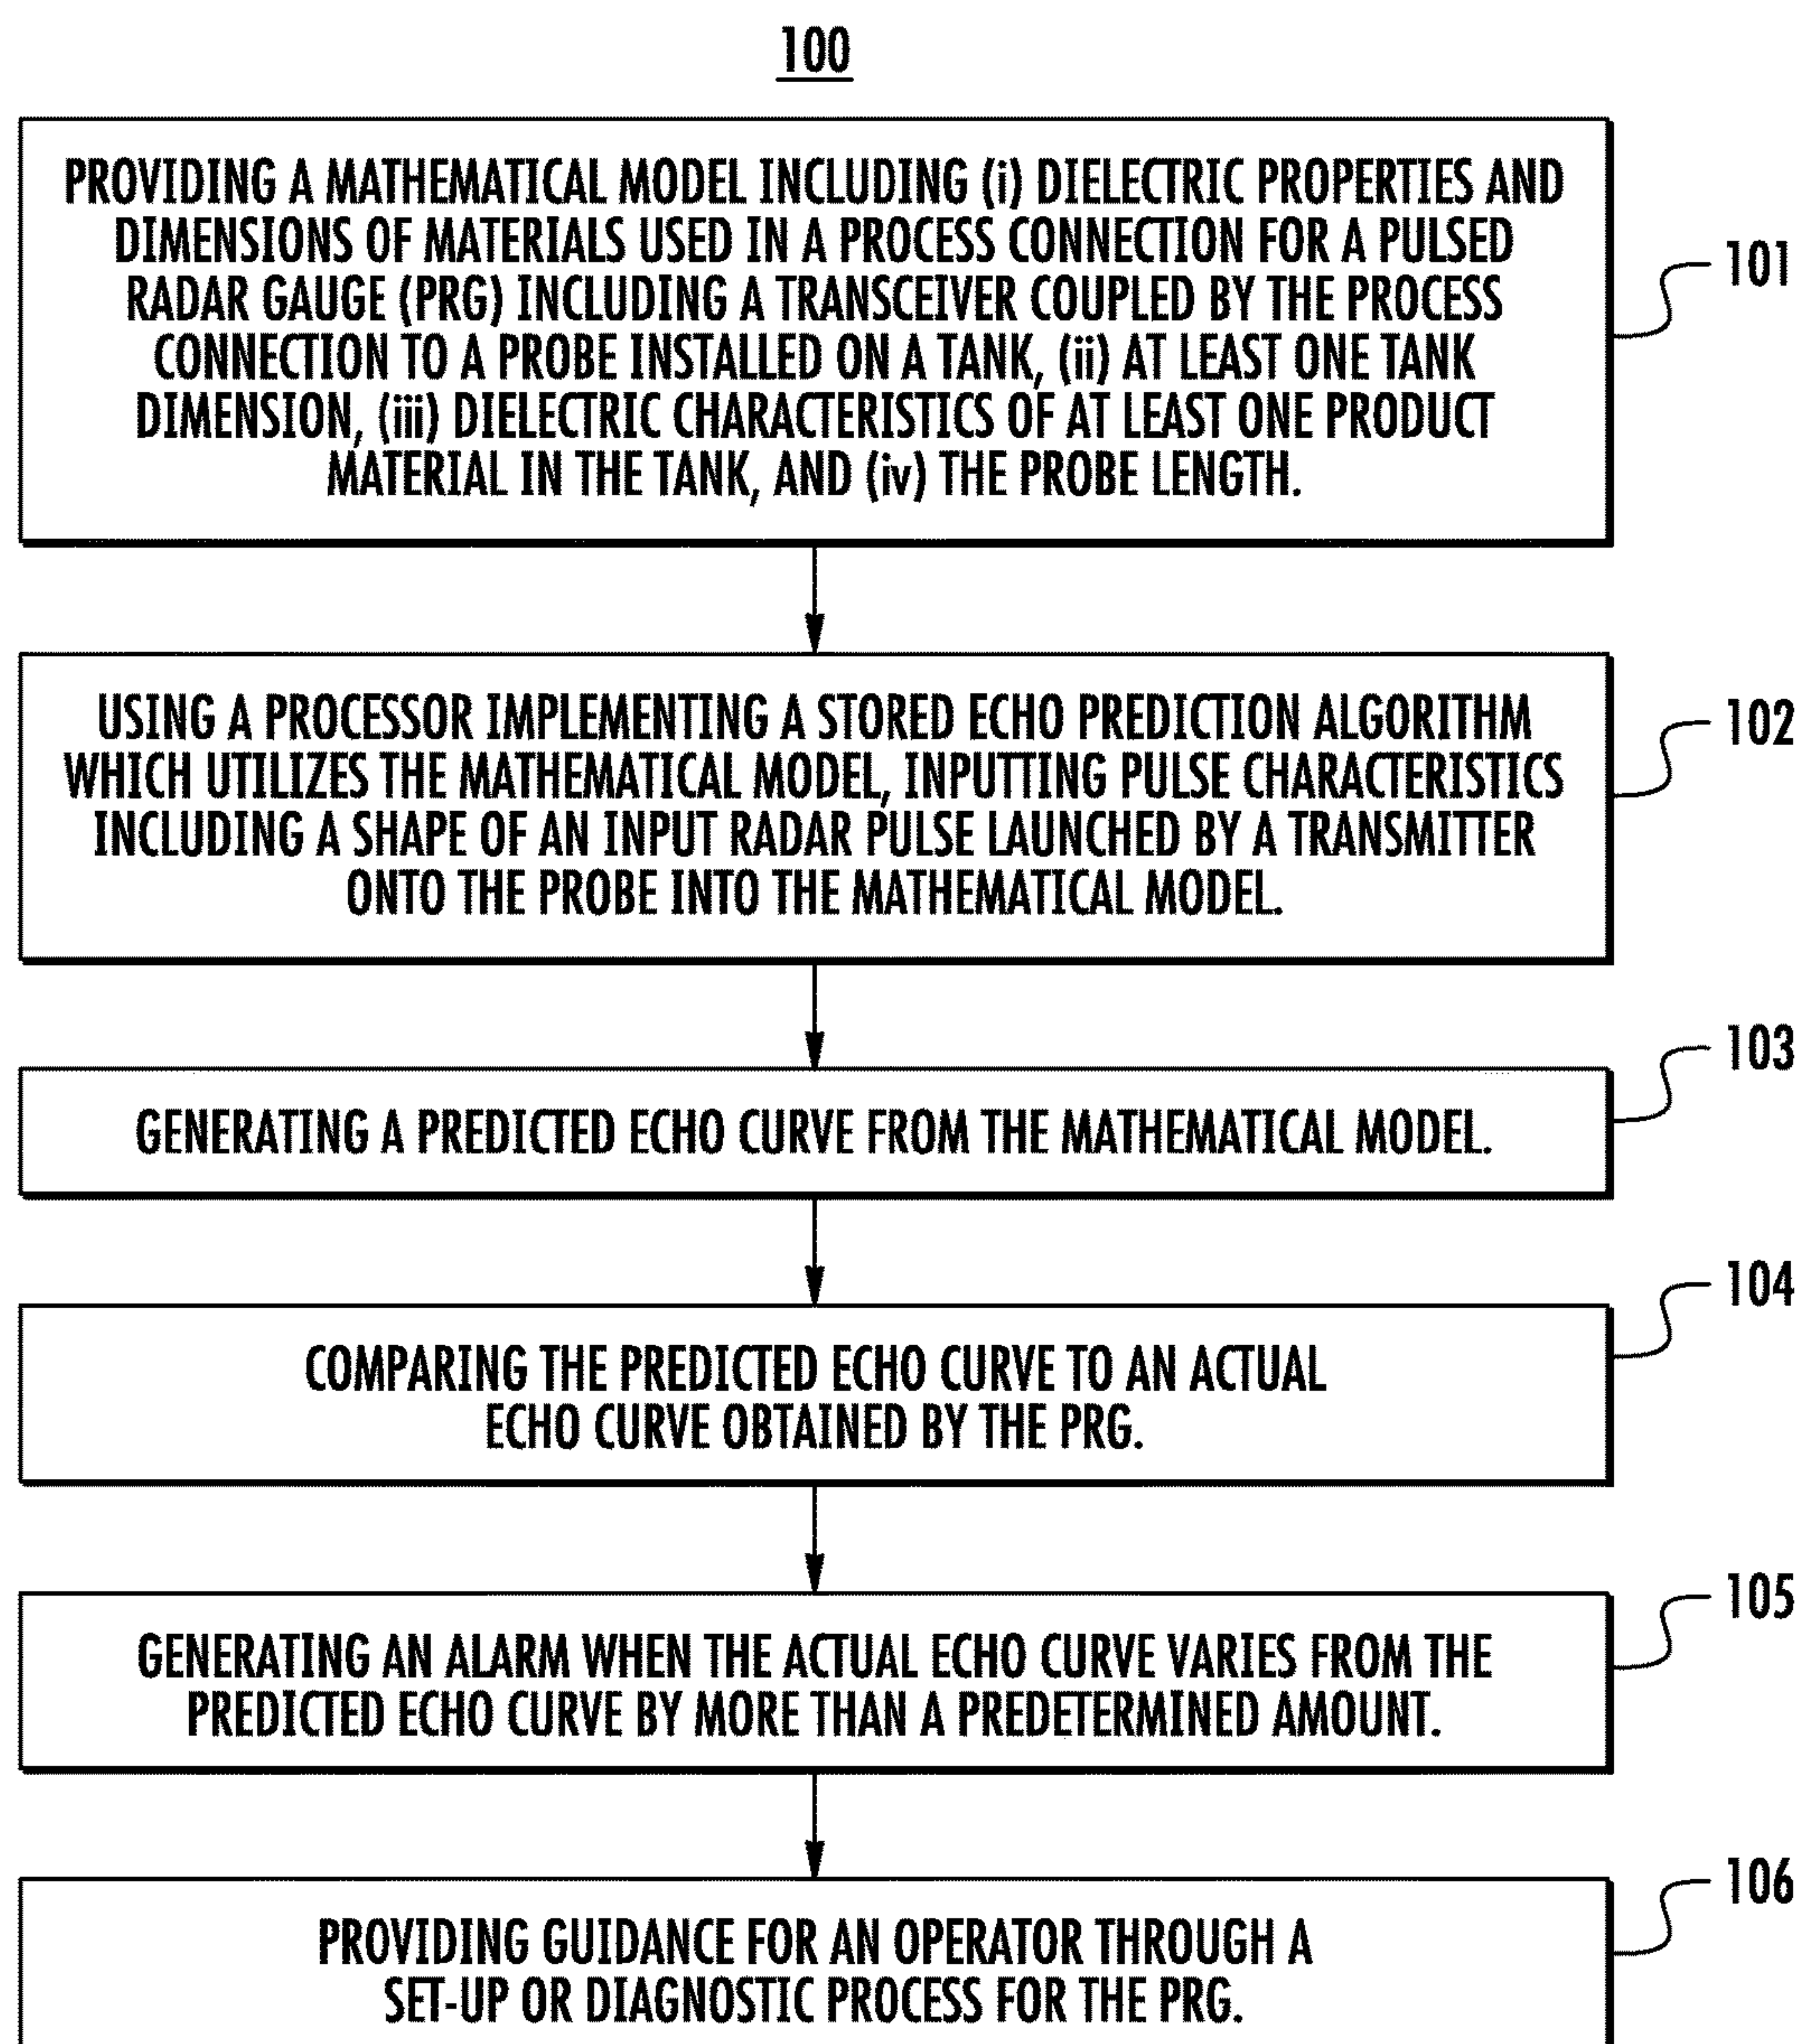 100
PROVIDING A MATHEMATICAL MODEL INCLUDING (i) DIELECTRIC PROPERTIES AND
DIMENSIONS OF MATERIALS USED IN A PROCESS CONNECTION FOR A PULSED
RADAR GAUGE (PRG) INCLUDING A TRANSCEIVER COUPLED BY THE PROCESS
CONNECTION TO A PROBE INSTALLED ON A TANK, (ii) AT LEAST ONE TANK
DIMENSION, (iii) DIELECTRIC CHARACTERISTICS OF AT LEAST ONE PRODUCT
MATERIAL IN THE TANK, AND (iv) THE PROBE LENGTH.
101
USING A PROCESSOR IMPLEMENTING A STORED ECHO PREDICTION ALGORITHM
WHICH UTILIZES THE MATHEMATICAL MODEL, INPUTTING PULSE CHARACTERISTICS
INCLUDING A SHAPE OF AN INPUT RADAR PULSE LAUNCHED BY A TRANSMITTER
ONTO THE PROBE INTO THE MATHEMATICAL MODEL.
102
GENERATING A PREDICTED ECHO CURVE FROM THE MATHEMATICAL MODEL.
103
COMPARING THE PREDICTED ECHO CURVE TO AN ACTUAL
ECHO CURVE OBTAINED BY THE PRG.
104
GENERATING AN ALARM WHEN THE ACTUAL ECHO CURVE VARIES FROM THE
PREDICTED ECHO CURVE BY MORE THAN A PREDETERMINED AMOUNT.
105
PROVIDING GUIDANCE FOR AN OPERATOR THROUGH A
SET-UP OR DIAGNOSTIC PROCESS FOR THE PRG.
106